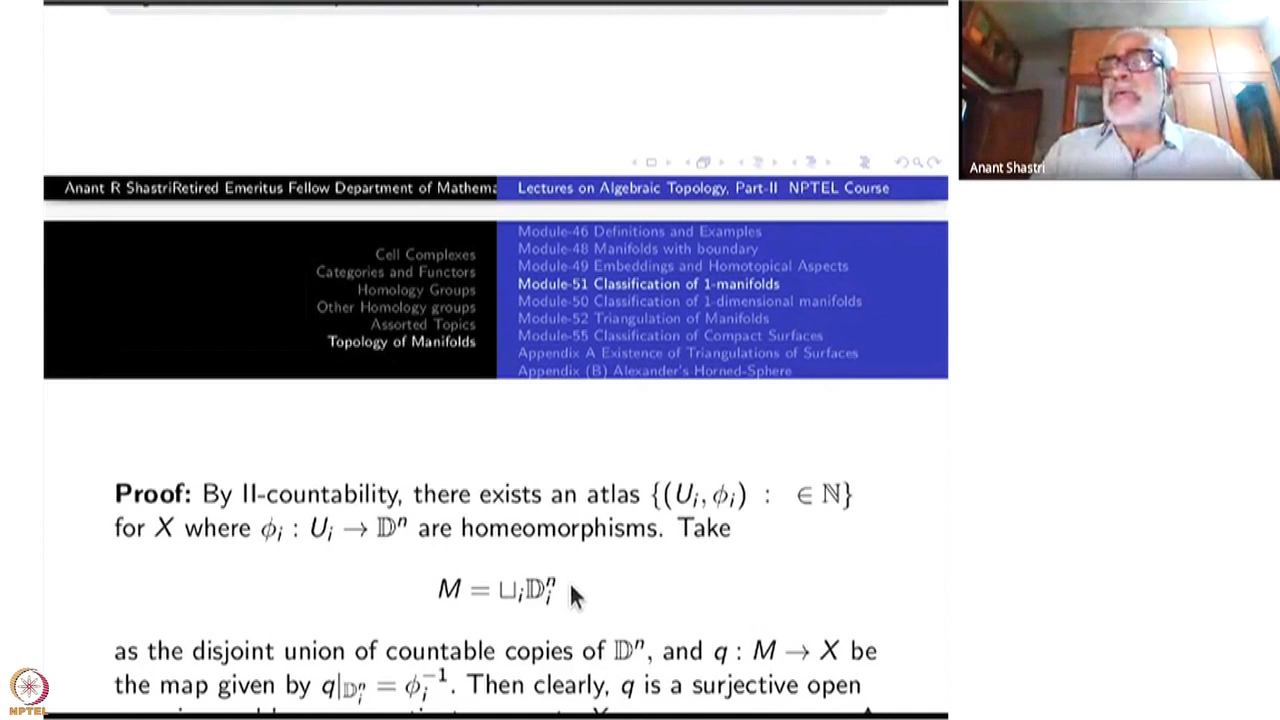 Anant Shastri
Anant R ShastriRetired Emeritus Fellow Department of Mathema
Lectures on Algebraic Topology, Part-II NPTEL Course
Cell Complexes
Categories and Functors
Homology Groups
Other Homology groups
Assorted Topics
Topology of Manifolds
Module-46 Definitions and Examples
Module-48 Manifolds with boundary
Module-49 Embeddings and Homotopical Aspects
Module-51 Classification of 1-manifolds
Module-50 Classification of 1-dimensional manifolds
Module-52 Triangulation of Manifolds
Module-55 Classification of Compact Surfaces
Appendix A Existence of Triangulations of Surfaces
Appendix (B) Alexander's Horned-Sphere
Proof: By II-countability, there exists an atlas {(U_i, ϕ_i) : ∈ ℕ}
for X where ϕ_i : U_i → 𝔻^n are homeomorphisms. Take
M = ⊔_i 𝔻_i^n
as the disjoint union of countable copies of 𝔻^n, and q : M → X be
the map given by q|_{𝔻_i^n} = ϕ_i^{-1}. Then clearly, q is a surjective open
NPTEL